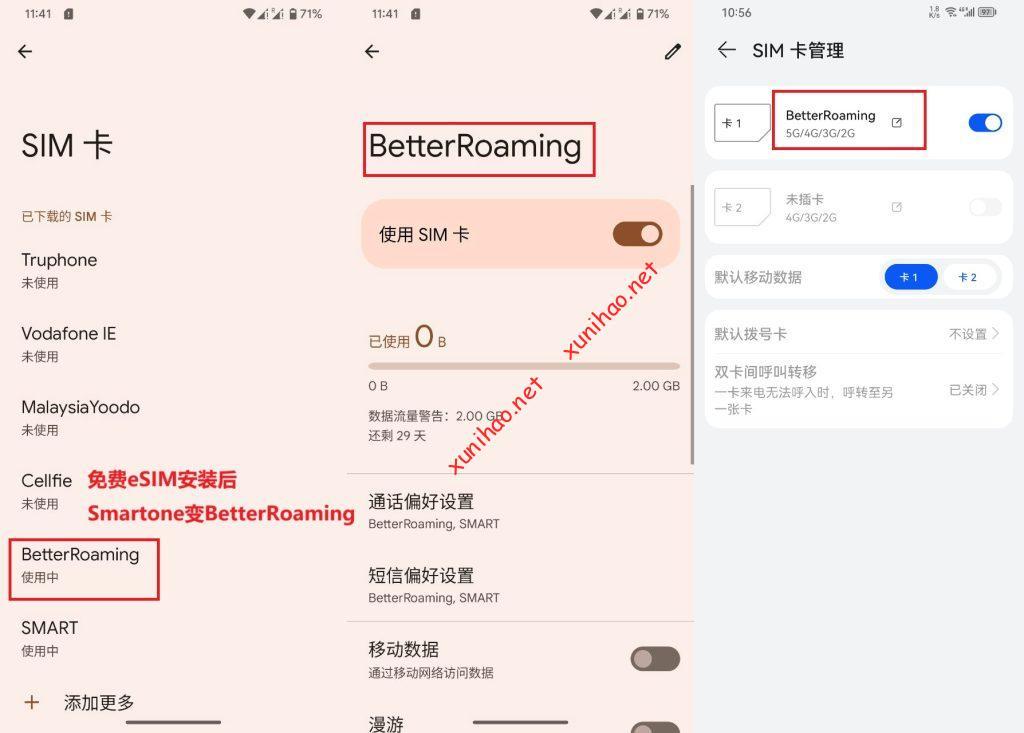 11:41
71%
SIM 卡
已下载的 SIM 卡
Truphone
未使用
Vodafone IE
未使用
MalaysiaYoodo
未使用
Cellfie
未使用
免费eSIM安装后
Smartone变BetterRoaming
BetterRoaming
使用中
SMART
使用中
+ 添加更多
11:41
71%
BetterRoaming
使用 SIM 卡
已使用 0 B
0 B
2.00 GB
数据流量警告：2.00 GB
还剩 29 天
xunihao.net
xunihao.net
通话偏好设置
BetterRoaming, SMART
短信偏好设置
BetterRoaming, SMART
移动数据
通过移动网络访问数据
漫游
10:56
1.8 K/s
97
SIM 卡管理
卡 1
BetterRoaming
5G/4G/3G/2G
卡 2
未插卡
4G/3G/2G
默认移动数据
卡 1
卡 2
默认拨号卡
不设置
双卡间呼叫转移
一卡来电无法呼入时，呼转至另
一张卡
已关闭